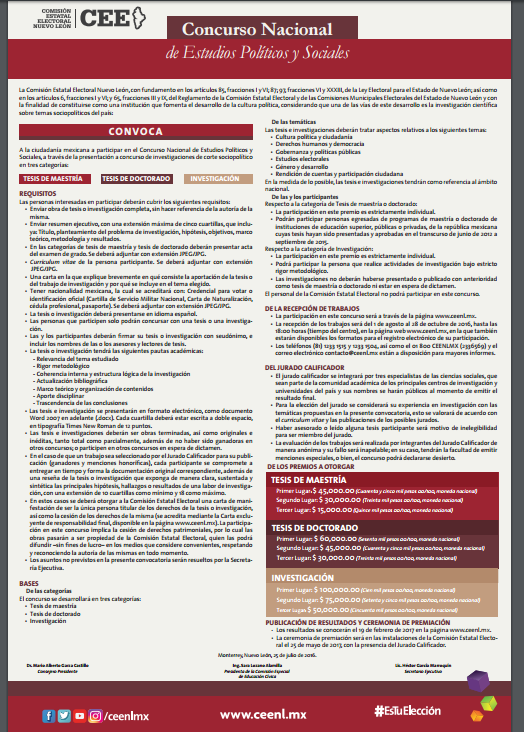 COMISIÓN
ESTATAL
ELECTORAL
NUEVO LEÓN
CEE
Concurso Nacional
de Estudios Políticos y Sociales
La Comisión Estatal Electoral Nuevo León, con fundamento en los artículos 85, fracciones I y VI; 87; 97, fracciones VI y XXXIII, de la Ley Electoral para el Estado de Nuevo León; así como
en los artículos 6, fracciones I y VI, y 65, fracciones III y IX, del Reglamento de la Comisión Estatal Electoral y de las Comisiones Municipales Electorales del Estado de Nuevo León y con
la finalidad de constituirse como una institución que fomenta el desarrollo de la cultura política, considerando que una de las vías de este desarrollo es la investigación científica
sobre temas sociopolíticos del país:
CONVOCA
A la ciudadanía mexicana a participar en el Concurso Nacional de Estudios Políticos y
Sociales, a través de la presentación a concurso de investigaciones de corte sociopolítico
en tres categorías:
TESIS DE MAESTRÍA
TESIS DE DOCTORADO
INVESTIGACIÓN
REQUISITOS
Las personas interesadas en participar deberán cubrir los siguientes requisitos:
• Enviar obra de tesis o investigación completa, sin hacer referencia de la autoría de la
misma.
• Enviar resumen ejecutivo, con una extensión máxima de cinco cuartillas, que inclu-
ya: Título, planteamiento del problema de investigación, hipótesis, objetivos, marco
teórico, metodología y resultados.
• En las categorías de tesis de maestría y tesis de doctorado deberán presentar acta
del examen de grado. Se deberá adjuntar con extensión JPEG/JPG.
• Curriculum vitae de la persona participante. Se deberá adjuntar con extensión
JPEG/JPG.
• Una carta en la que explique brevemente en qué consiste la aportación de la tesis o
del trabajo de investigación y por qué se incluye en el tema elegido.
• Tener nacionalidad mexicana, la cual se acreditará con: Credencial para votar o
identificación oficial (Cartilla de Servicio Militar Nacional, Carta de Naturalización,
cédula profesional, pasaporte). Se deberá adjuntar con extensión JPEG/JPG.
• La tesis o investigación deberá presentarse en idioma español.
• Las personas que participen solo podrán concursar con una tesis o una investiga-
ción.
• Las y los participantes deberán firmar su tesis o investigación con seudónimo, e
incluir los nombres de las o los asesores y lectores de tesis.
• La tesis o investigación tendrá las siguientes pautas académicas:
- Relevancia del tema estudiado
- Rigor metodológico
- Coherencia interna y estructura lógica de la investigación
- Actualización bibliográfica
- Marco teórico y organización de contenidos
- Aporte disciplinar
- Trascendencia de las conclusiones
• Las tesis e investigación se presentarán en formato electrónico, como documento
Word 2007 en adelante (.docx). Cada cuartilla deberá estar escrita a doble espacio,
en tipografía Times New Roman de 12 puntos.
• Las tesis e investigaciones deberán ser obras terminadas, así como originales e
inéditas, tanto total como parcialmente, además de no haber sido ganadoras en
otros concursos; o participen en otros concursos en espera de dictamen.
• En el caso de que un trabajo sea seleccionado por el Jurado Calificador para su publi-
cación (ganadores y menciones honoríficas), cada participante se compromete a
entregar en tiempo y forma la documentación original correspondiente, además de
una reseña de la tesis o investigación que exponga de manera clara, sustentada y
sintética las principales hipótesis, hallazgos o resultados de una labor de investiga-
ción, con una extensión de 10 cuartillas como mínimo y 18 como máximo.
• En estos casos se deberá otorgar a la Comisión Estatal Electoral una carta de mani-
festación de ser la única persona titular de los derechos de la tesis o investigación,
así como la cesión de los derechos de la misma (se acredita mediante la Carta exclu-
yente de responsabilidad final, disponible en la página www.ceenl.mx). La participa-
ción en este concurso implica la cesión de derechos patrimoniales, por lo cual las
obras pasarán a ser propiedad de la Comisión Estatal Electoral, quien las podrá
difundir –sin fines de lucro– en los medios que considere convenientes, respetando
y reconociendo la autoría de las mismas en todo momento.
• Los asuntos no previstos en la presente convocatoria serán resueltos por la Secreta-
ría Ejecutiva.
BASES
De las categorías
El concurso se desarrollará en tres categorías:
• Tesis de maestría
• Tesis de doctorado
• Investigación
De las temáticas
Las tesis e investigaciones deberán tratar aspectos relativos a los siguientes temas:
• Cultura política y ciudadanía
• Derechos humanos y democracia
• Gobernanza y políticas públicas
• Estudios electorales
• Género y desarrollo
• Rendición de cuentas y participación ciudadana
En la medida de lo posible, las tesis e investigaciones tendrán como referencia al ámbito
nacional.
De las y los participantes
Respecto a la categoría de Tesis de maestría o doctorado:
• La participación en este premio es estrictamente individual.
• Podrán participar personas egresadas de programas de maestría o doctorado de
instituciones de educación superior, públicas o privadas, de la república mexicana
cuyas tesis hayan sido presentadas y aprobadas en el transcurso de junio de 2012 a
septiembre de 2015.
Respecto a la categoría de Investigación:
• La participación en este premio es estrictamente individual.
• Podrá participar la persona que realice actividades de investigación bajo estricto
rigor metodológico.
• Las investigaciones no deberán haberse presentado o publicado con anterioridad
como tesis de maestría o doctorado ni estar en espera de dictamen.
El personal de la Comisión Estatal Electoral no podrá participar en este concurso.
DE LA RECEPCIÓN DE TRABAJOS
• La participación en este concurso será a través de la página www.ceenl.mx.
• La recepción de los trabajos será del 1 de agosto al 28 de octubre de 2016, hasta las
18:00 horas (tiempo del centro), en la página web www.ceenl.mx, en la que también
estarán disponibles los formatos para el registro electrónico de su participación.
• Los teléfonos (81) 1233 1515 y 1233 1504, así como el 01 800 CEENLMX (2336569) y el
correo electrónico contacto@ceenl.mx están a disposición para mayores informes.
DEL JURADO CALIFICADOR
• El jurado calificador se integrará por tres especialistas de las ciencias sociales, que
sean parte de la comunidad académica de los principales centros de investigación y
universidades del país y sus nombres se harán públicos al momento de emitir el
resultado final.
• Para la elección del jurado se considerará su experiencia en investigación con las
temáticas propuestas en la presente convocatoria, esto se valorará de acuerdo con
el curriculum vitae y las publicaciones de los posibles jurados.
• Haber asesorado o leído alguna tesis participante será motivo de inelegibilidad
para ser miembro del jurado.
• La evaluación de los trabajos será realizada por integrantes del Jurado Calificador de
manera anónima y su fallo será inapelable; en su caso, tendrán la facultad de emitir
menciones especiales, o bien, el concurso podrá declararse desierto.
DE LOS PREMIOS A OTORGAR
TESIS DE MAESTRÍA
Primer Lugar: $ 45,000.00 (Cuarenta y cinco mil pesos 00/100, moneda nacional)
Segundo Lugar: $ 30,000.00 (Treinta mil pesos 00/100, moneda nacional)
Tercer Lugar: $ 15,000.00 (Quince mil pesos 00/100, moneda nacional)
TESIS DE DOCTORADO
Primer Lugar: $ 60,000.00 (Sesenta mil pesos 00/100, moneda nacional)
Segundo Lugar: $ 45,000.00 (Cuarenta y cinco mil pesos 00/100, moneda nacional)
Tercer Lugar: $ 30,000.00 (Treinta mil pesos 00/100, moneda nacional)
INVESTIGACIÓN
Primer Lugar: $ 100,000.00 (Cien mil pesos 00/100, moneda nacional)
Segundo Lugar: $ 75,000.00 (Setenta y cinco mil pesos 00/100, moneda nacional)
Tercer Lugar $ 50,000.00 (Cincuenta mil pesos 00/100, moneda nacional)
PUBLICACIÓN DE RESULTADOS Y CEREMONIA DE PREMIACIÓN
• Los resultados se conocerán el 19 de febrero de 2017 en la página www.ceenl.mx.
• La ceremonia de premiación será en las instalaciones de la Comisión Estatal Electo-
ral el 25 de mayo de 2017, con la presencia del Jurado Calificador.
Monterrey, Nuevo León, 25 de julio de 2016.
Dr. Mario Alberto Garza Castillo
Consejero Presidente
Ing. Sara Lozano Alamilla
Presidenta de la Comisión Especial
de Educación Cívica
Lic. Héctor García Marroquín
Secretario Ejecutivo
/ceenlmx
www.ceenl.mx
#EsTuElección